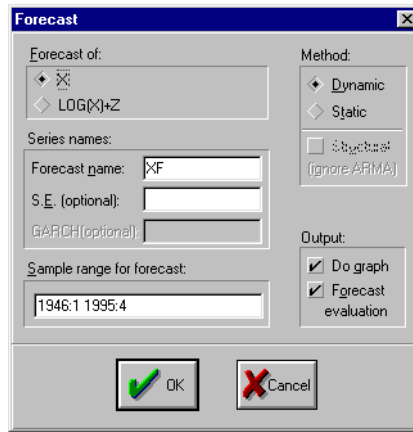 Forecast
Forecast of:
X
LOG(X)+Z
Series names:
Forecast name: XF
S.E. (optional):
GARCH(optional):
Sample range for forecast:
1946:1 1995:4
Method:
Dynamic
Static
Structural
(ignore ARMA)
Output:
Do graph
Forecast
evaluation
OK
Cancel